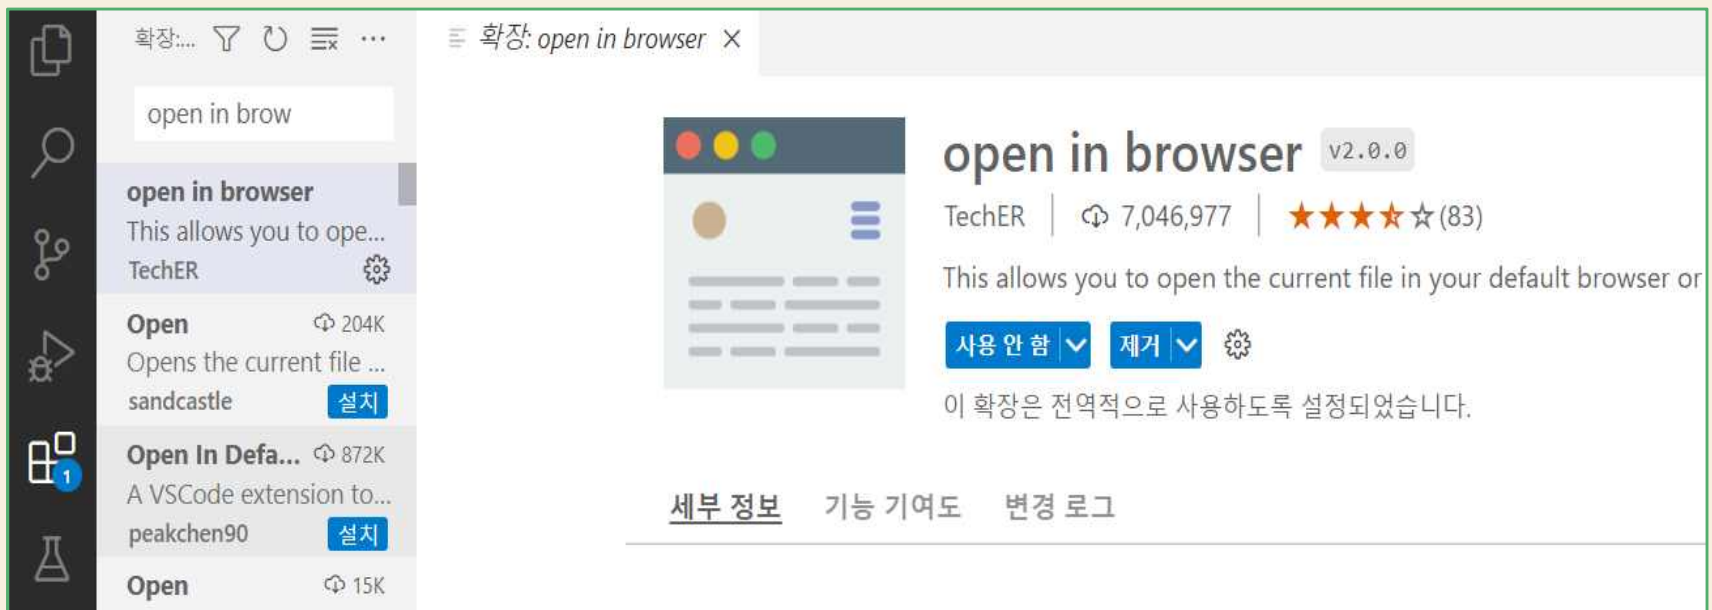 확장:...
open in brow
open in browser
This allows you to ope...
TechER
Open 204K
Opens the current file ...
sandcastle 설치
Open In Defa... 872K
A VSCode extension to...
peakchen90 설치
Open 15K
1
확장: open in browser
open in browser v2.0.0
TechER 7,046,977 (83)
This allows you to open the current file in your default browser or
사용 안 함 제거
이 확장은 전역적으로 사용하도록 설정되었습니다.
세부 정보 기능 기여도 변경 로그